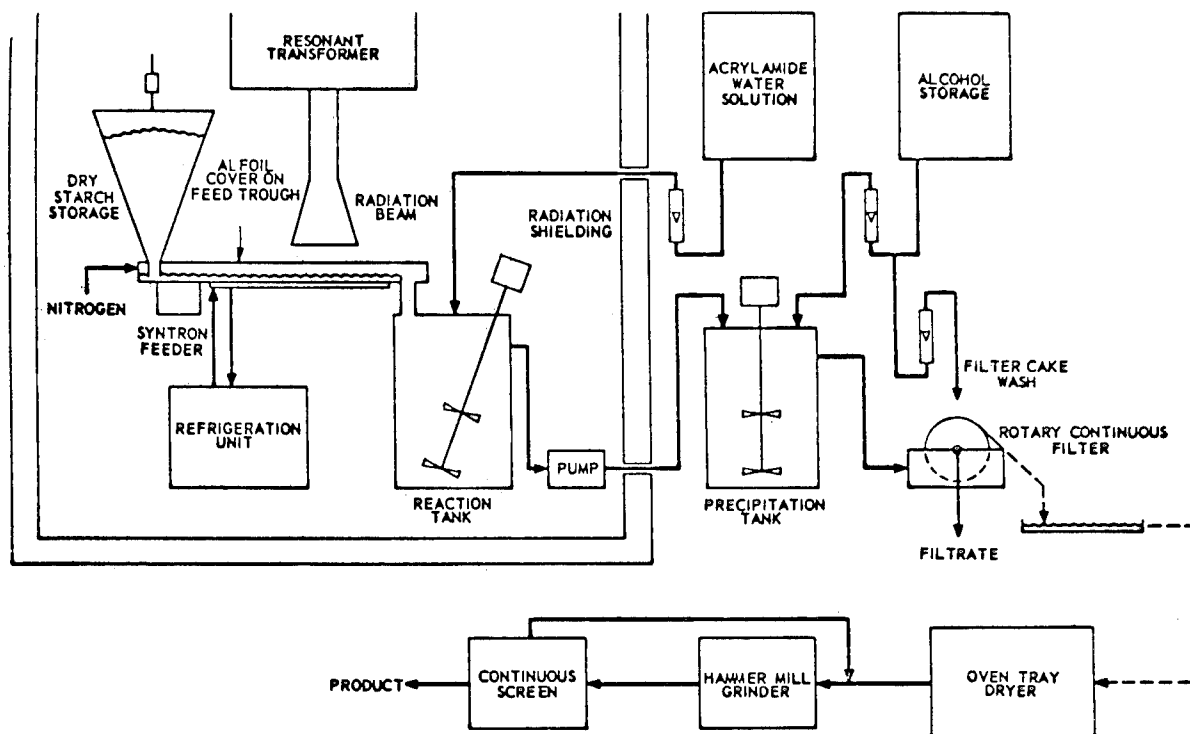 RESONANT
TRANSFORMER
ACRYLAMIDE
WATER
SOLUTION
ALCOHOL
STORAGE
DRY
STARCH
STORAGE
AL FOIL
COVER ON
FEED TROUGH
RADIATION
BEAM
RADIATION
SHIELDING
NITROGEN
SYNTRON
FEEDER
REFRIGERATION
UNIT
REACTION
TANK
PUMP
PRECIPITATION
TANK
FILTER CAKE
WASH
ROTARY CONTINUOUS
FILTER
FILTRATE
PRODUCT
CONTINUOUS
SCREEN
HAMMER MILL
GRINDER
OVEN TRAY
DRYER